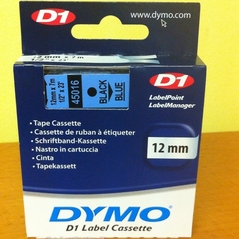 D1
www.dymo.com
12mm x 7m
1/2" x 23'
45016
BLACK
BLUE
D1
LabelPoint
LabelManager
• Tape Cassette
• Cassette de ruban à étiqueter
• Schriftband-Kassette
• Nastro in cartuccia
• Cinta
• Tapekassett
12 mm
DYMO
D1 Label Cassette